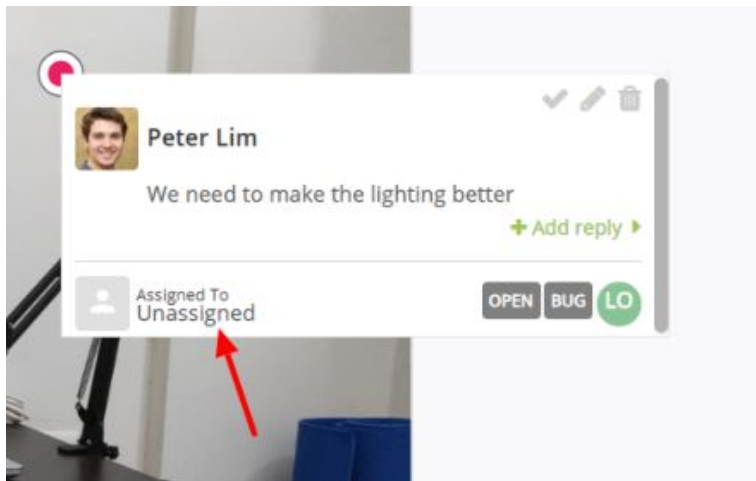 Peter Lim
We need to make the lighting better
+ Add reply
Assigned To
Unassigned
OPEN BUG LO